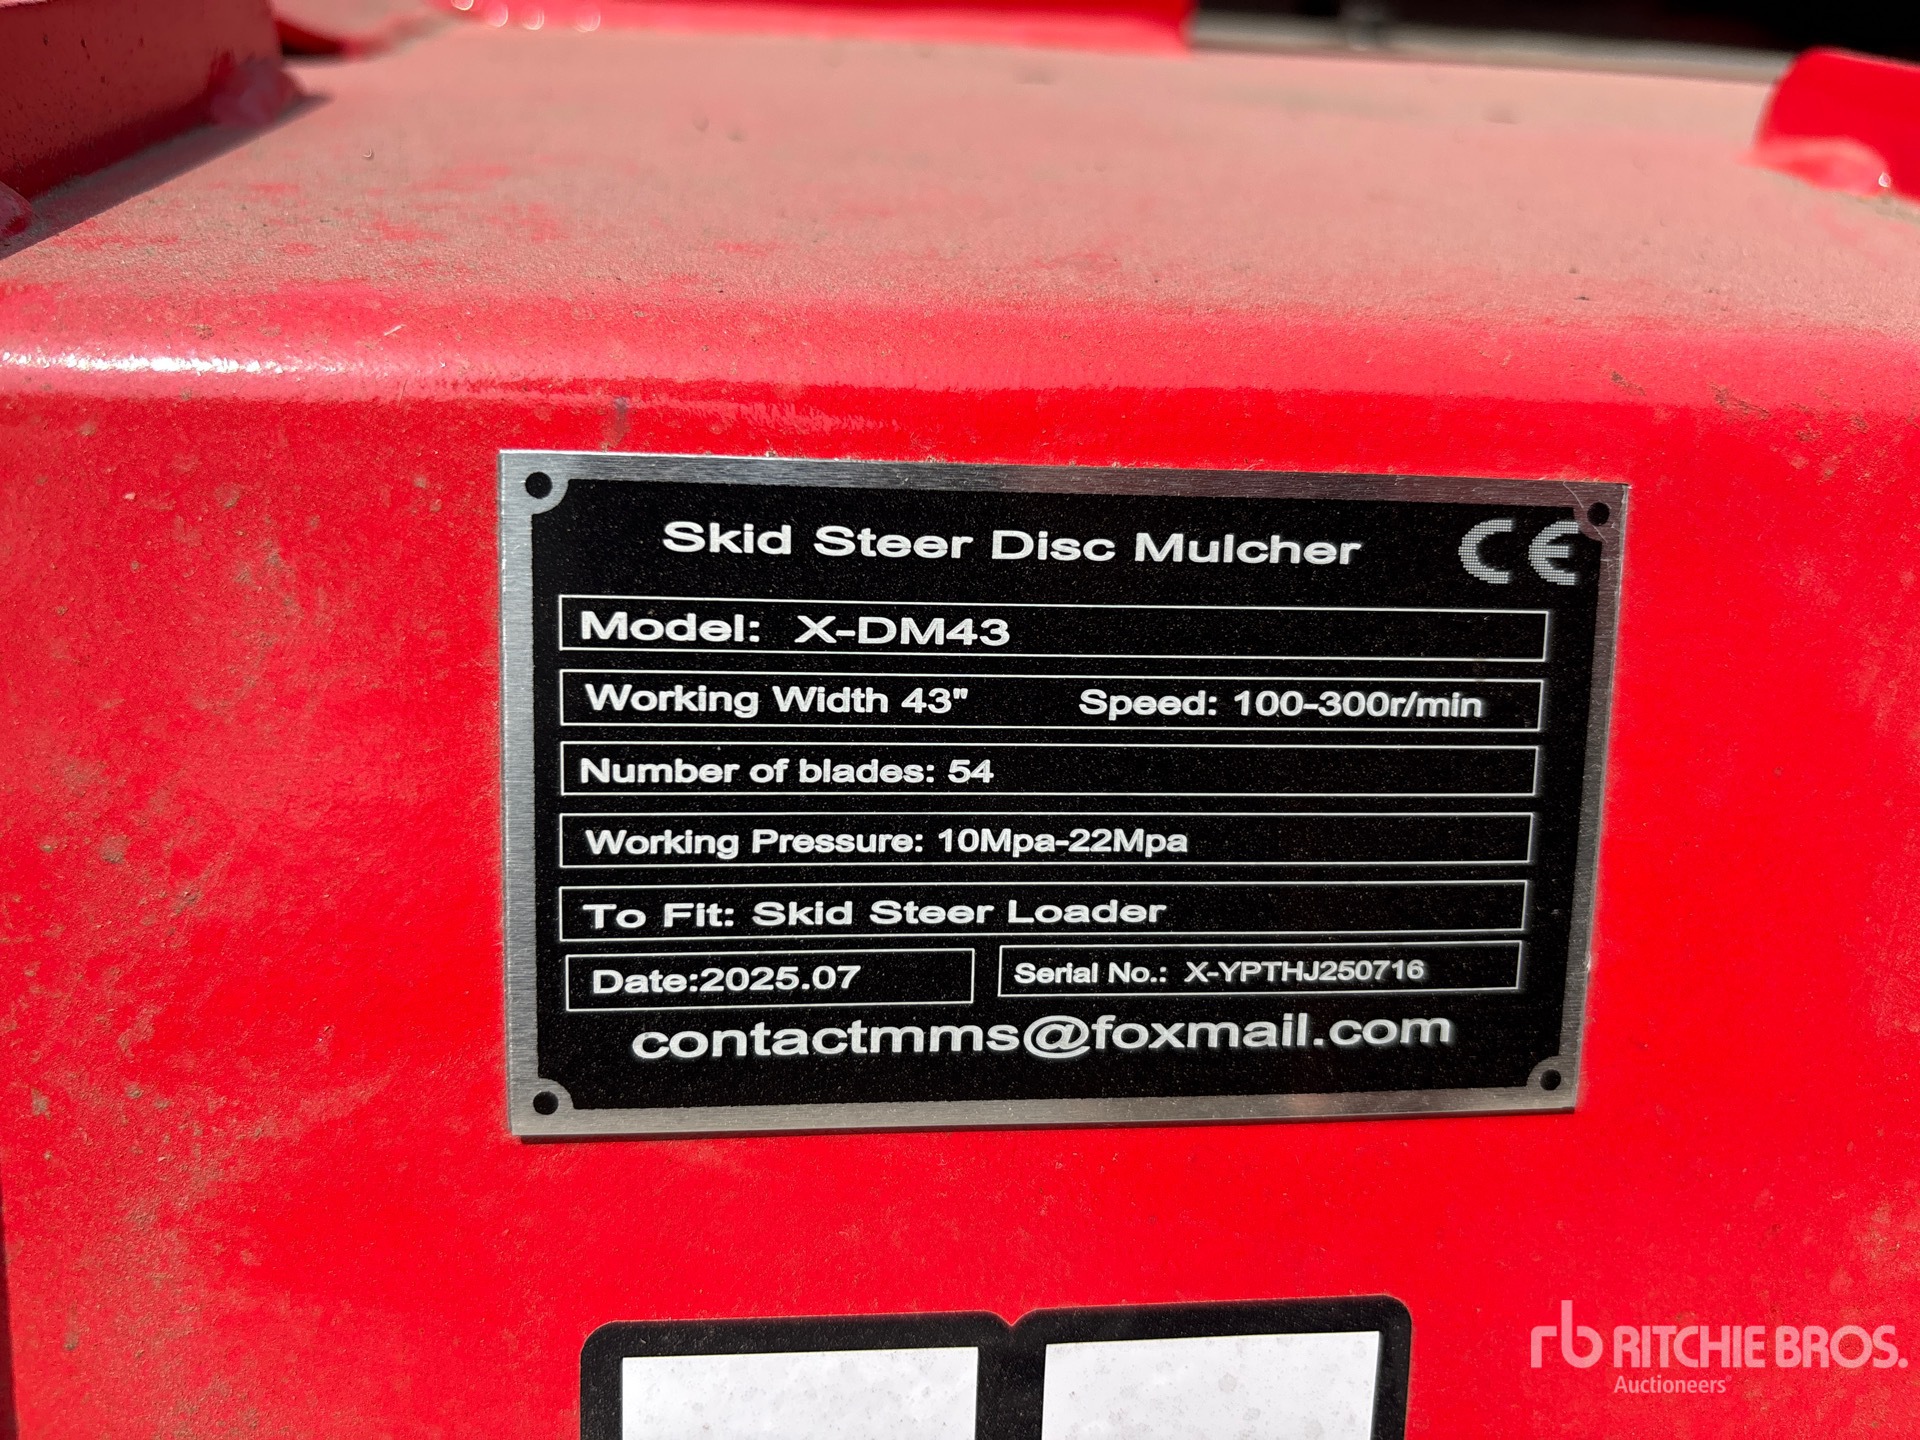 Skid Steer Disc Mulcher CE
Model: X-DM43
Working Width 43" Speed: 100-300r/min
Number of blades: 54
Working Pressure: 10Mpa-22Mpa
To Fit: Skid Steer Loader
Date:2025.07 Serial No.: X-YPTHJ250716
contactmms@foxmail.com
rb RITCHIE BROS.
Auctioneers